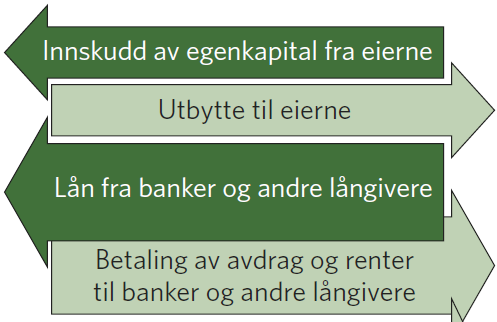 Innskudd av egenkapital fra eierne
Utbytte til eierne
Lån fra banker og andre långivere
Betaling av avdrag og renter
til banker og andre långivere